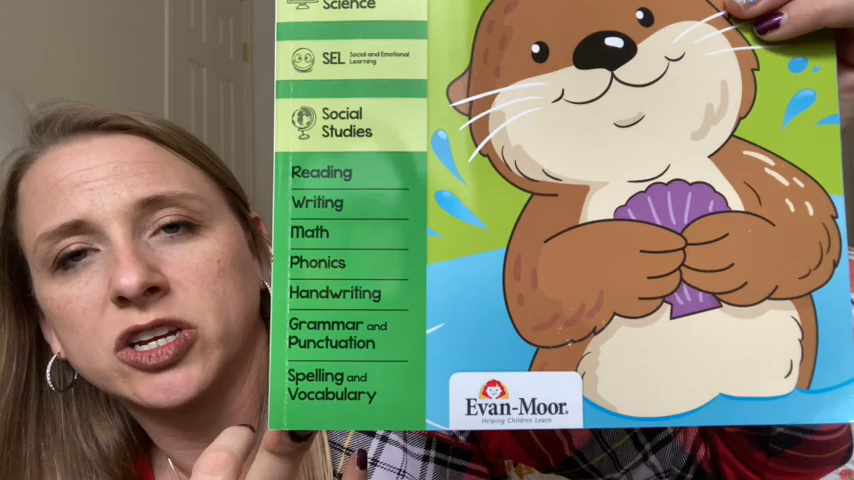 Science
SEL Social and Emotional
Learning
Social
Studies
Reading
Writing
Math
Phonics
Handwriting
Grammar and
Punctuation
Spelling and
Vocabulary
Evan-Moor®
Helping Children Learn